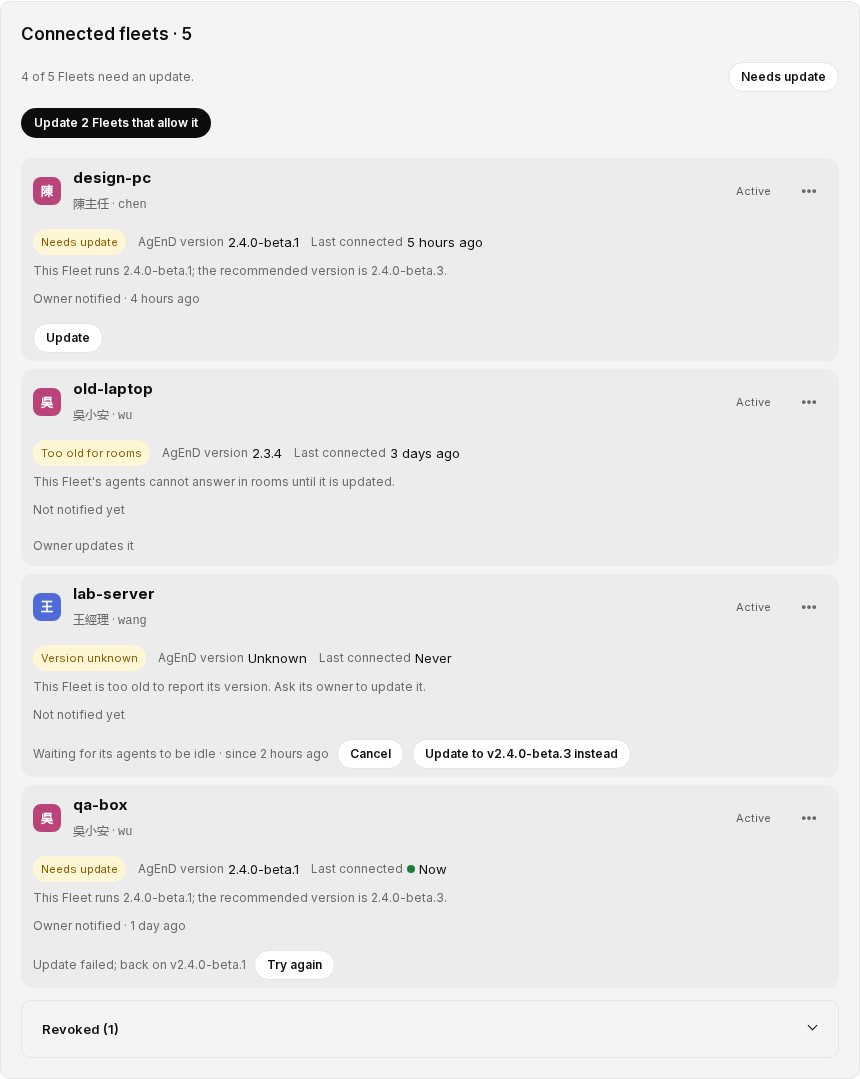 Connected fleets · 5
4 of 5 Fleets need an update.
Needs update
Update 2 Fleets that allow it
陳
design-pc
陳主任 · chen
Active
Needs update AgEnD version 2.4.0-beta.1 Last connected 5 hours ago
This Fleet runs 2.4.0-beta.1; the recommended version is 2.4.0-beta.3.
Owner notified · 4 hours ago
Update
吳
old-laptop
吳小安 · wu
Active
Too old for rooms AgEnD version 2.3.4 Last connected 3 days ago
This Fleet's agents cannot answer in rooms until it is updated.
Not notified yet
Owner updates it
王
lab-server
王經理 · wang
Active
Version unknown AgEnD version Unknown Last connected Never
This Fleet is too old to report its version. Ask its owner to update it.
Not notified yet
Waiting for its agents to be idle · since 2 hours ago Cancel Update to v2.4.0-beta.3 instead
吳
qa-box
吳小安 · wu
Active
Needs update AgEnD version 2.4.0-beta.1 Last connected Now
This Fleet runs 2.4.0-beta.1; the recommended version is 2.4.0-beta.3.
Owner notified · 1 day ago
Update failed; back on v2.4.0-beta.1 Try again
Revoked (1)